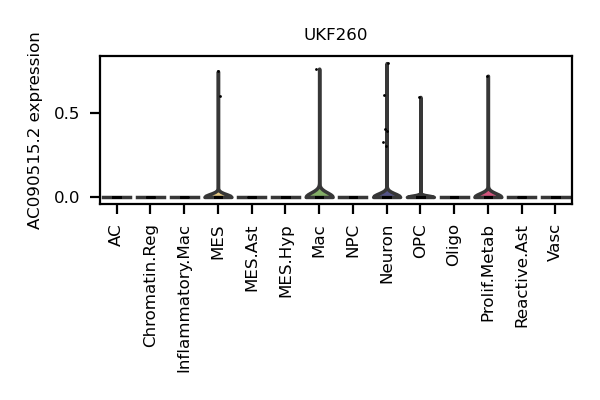 UKF260
AC090515.2 expression
0.5
0.0
AC
Chromatin.Reg
Inflammatory.Mac
MES
MES.Ast
MES.Hyp
Mac
NPC
Neuron
OPC
Oligo
Prolif.Metab
Reactive.Ast
Vasc